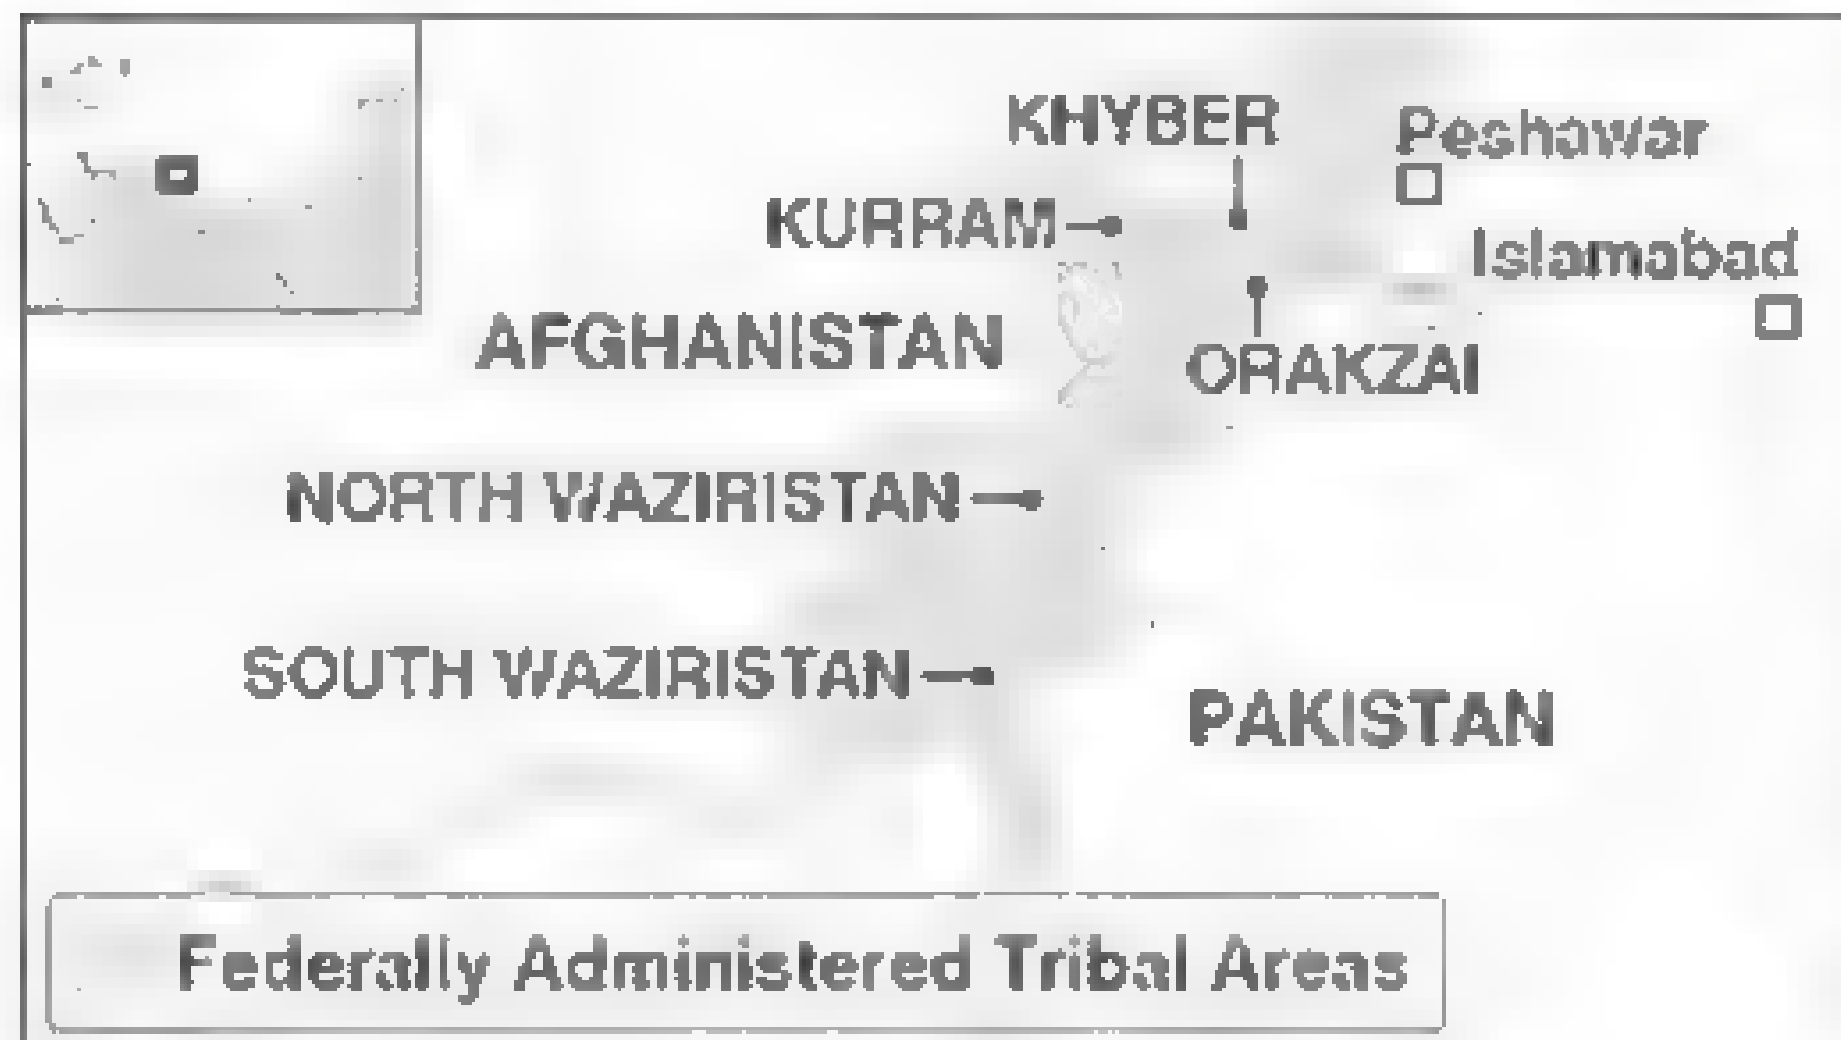 KHYBER
Peshawar
KURRAM
Islamabad
AFGHANISTAN
ORAKZAI
NORTH WAZIRISTAN
SOUTH WAZIRISTAN
PAKISTAN
Federally Administered Tribal Areas